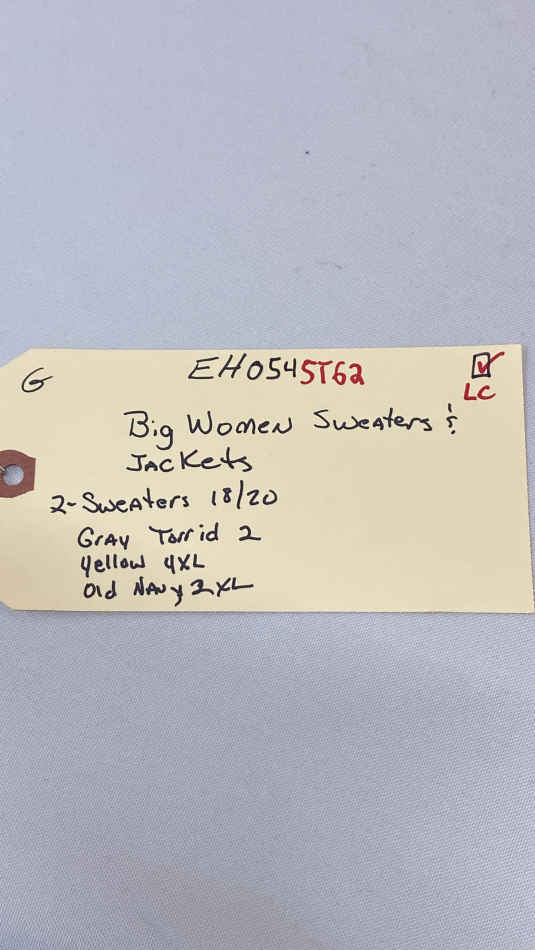 G
EH0545T62
LC
Big Women Sweaters &
Jackets
2-Sweaters 18/20
Gray Torrid 2
Yellow 4XL
Old Navy 2XL